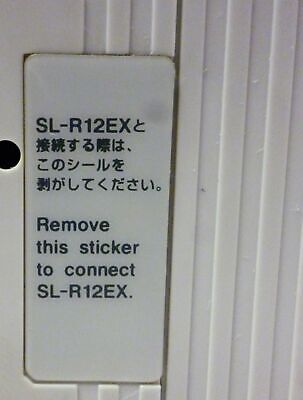 SL-R12EXと
接続する際は、
このシールを
剥がしてください。
Remove
this sticker
to connect
SL-R12EX.